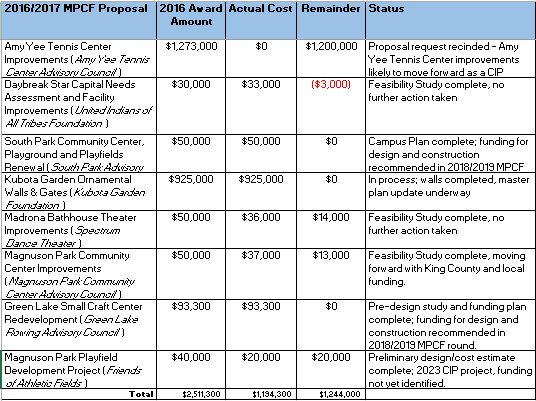 2016/2017 MPCF Proposal 2016 Award Actual Cost Remainder Status
Amount
Amy Yee Tennis Center $1,273,000 $0 $1,200,000 Proposal request recinded - Amy
Improvements (Amy Yee Tennis Yee Tennis Center improvements
Center Advisory Council) likely to move forward as a CIP
Daybreak Star Capital Needs $30,000 $33,000 ($3,000) Feasibility Study complete, no
Assessment and Facility further action taken
Improvements (United Indians of
All Tribes Foundation)
South Park Community Center, $50,000 $50,000 $0 Campus Plan complete; funding for
Playground and Playfields design and construction
Renewal (South Park Advisory recommended in 2018/2019 MPCF
Kubota Garden Ornamental $925,000 $925,000 $0 In process; walls completed, master
Walls & Gates (Kubota Garden plan update underway
Foundation)
Madrona Bathhouse Theater $50,000 $36,000 $14,000 Feasibility Study complete, no
Improvements (Spectrum further action taken
Dance Theater)
Magnuson Park Community $50,000 $37,000 $13,000 Feasibility Study complete, moving
Center Improvements forward with King County and local
(Magnuson Park Community funding.
Center Advisory Council)
Green Lake Small Craft Center $93,300 $93,300 $0 Pre-design study and funding plan
Redevelopment (Green Lake complete; funding for design and
Rowing Advisory Council) construction recommended in
2018/2019 MPCF round.
Magnuson Park Playfield $40,000 $20,000 $20,000 Preliminary design/cost estimate
Development Project (Friends complete; 2023 CIP project, funding
of Athletic Fields) not yet identified.
Total $2,511,300 $1,194,300 $1,244,000